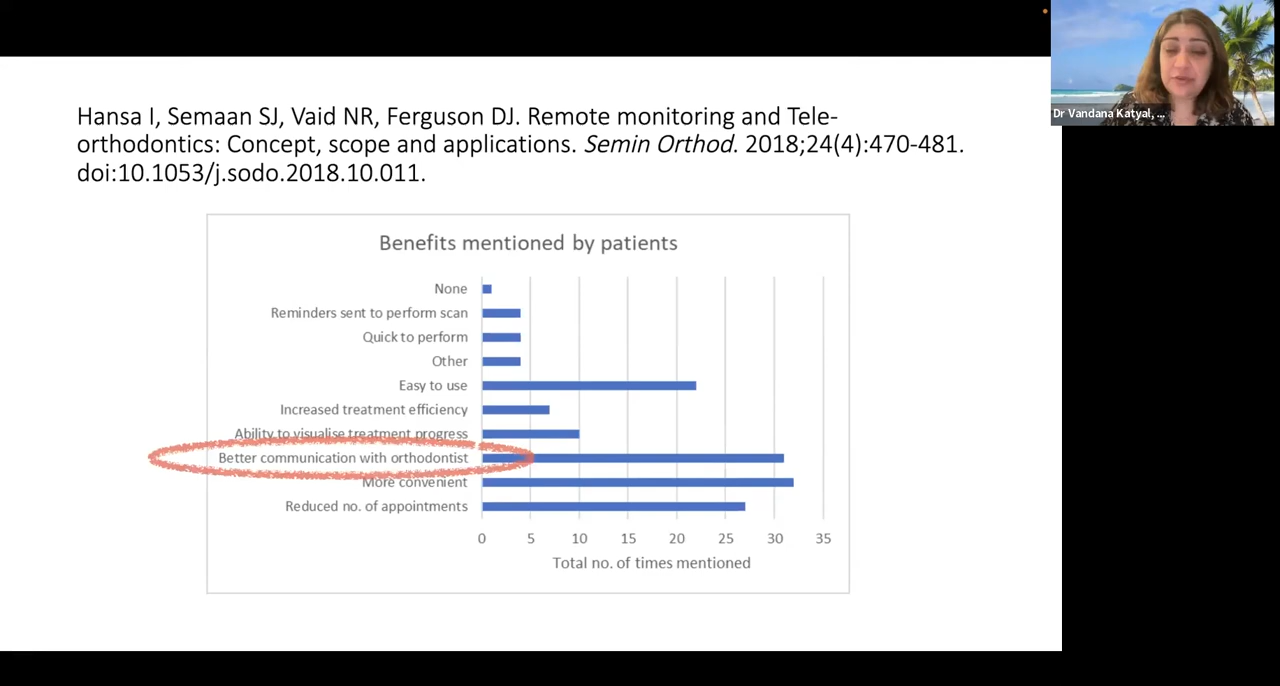 Hansa I, Semaan SJ, Vaid NR, Ferguson DJ. Remote monitoring and Tele-
orthodontics: Concept, scope and applications. Semin Orthod. 2018;24(4):470-481.
doi:10.1053/j.sodo.2018.10.011.
Dr Vandana Katyal, ...
Benefits mentioned by patients
None
Reminders sent to perform scan
Quick to perform
Other
Easy to use
Increased treatment efficiency
Ability to visualise treatment progress
Better communication with orthodontist
More convenient
Reduced no. of appointments
0 5 10 15 20 25 30 35
Total no. of times mentioned